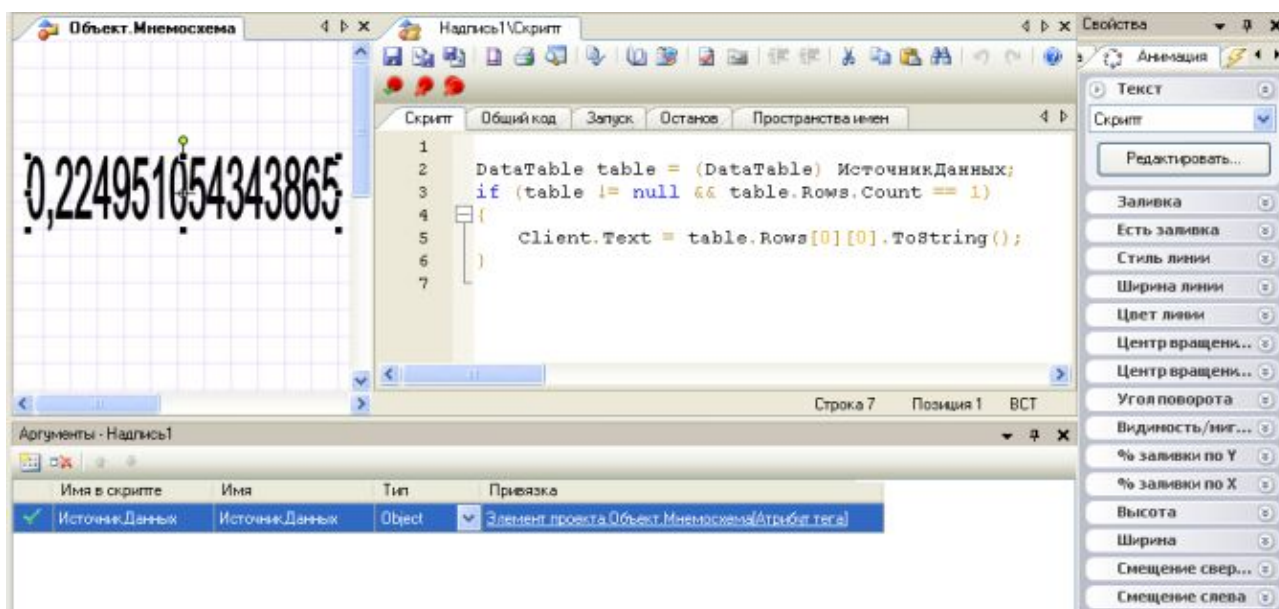 Объект.Мнемосхема
0,224951054343865
Надпись1\Скрипт
Скрипт Общий код Запуск Останов Пространства имен
1
2 DataTable table = (DataTable) ИсточникДанных;
3 if (table != null && table.Rows.Count == 1)
4 {
5 Client.Text = table.Rows[0][0].ToString();
6 }
7
Строка 7 Позиция 1 ВСТ
Свойства
Анимация
Текст
Скрипт
Редактировать...
Заливка
Есть заливка
Стиль линии
Ширина линии
Цвет линии
Центр вращени...
Центр вращени...
Угол поворота
Видимость/миг...
% заливки по Y
% заливки по X
Высота
Ширина
Смещение свер...
Смещение слева
Аргументы - Надпись1
Имя в скрипте Имя Тип Привязка
ИсточникДанных ИсточникДанных Object Элемент проекта.Объект.Мнемосхема(Атрибут тега)